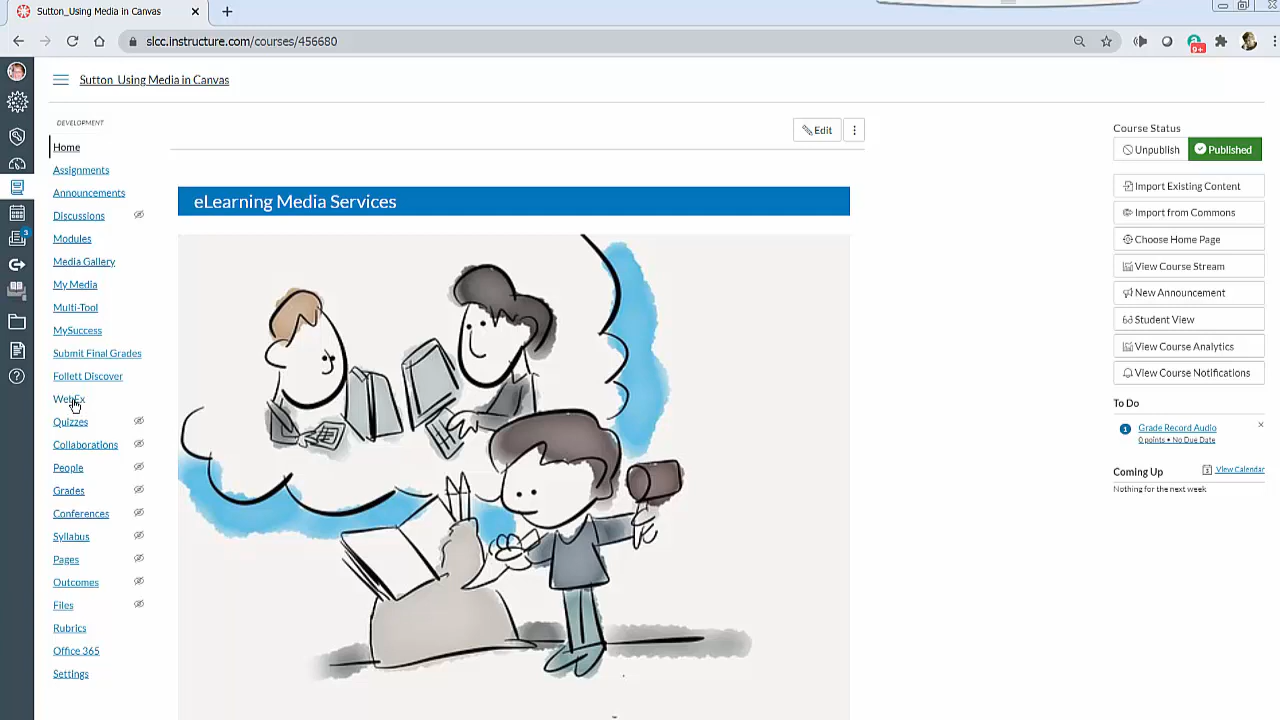 Sutton_Using Media in Canvas
slcc.instructure.com/courses/456680
9+
Sutton_Using Media in Canvas
3
DEVELOPMENT
Home
Assignments
Announcements
Discussions
Modules
Media Gallery
My Media
Multi-Tool
MySuccess
Submit Final Grades
Follett Discover
WebEx
Quizzes
Collaborations
People
Grades
Conferences
Syllabus
Pages
Outcomes
Files
Rubrics
Office 365
Settings
Edit
eLearning Media Services
Course Status
Unpublish
Published
Import Existing Content
Import from Commons
Choose Home Page
View Course Stream
New Announcement
Student View
View Course Analytics
View Course Notifications
To Do
1
Grade Record Audio
0 points • No Due Date
Coming Up
View Calendar
Nothing for the next week